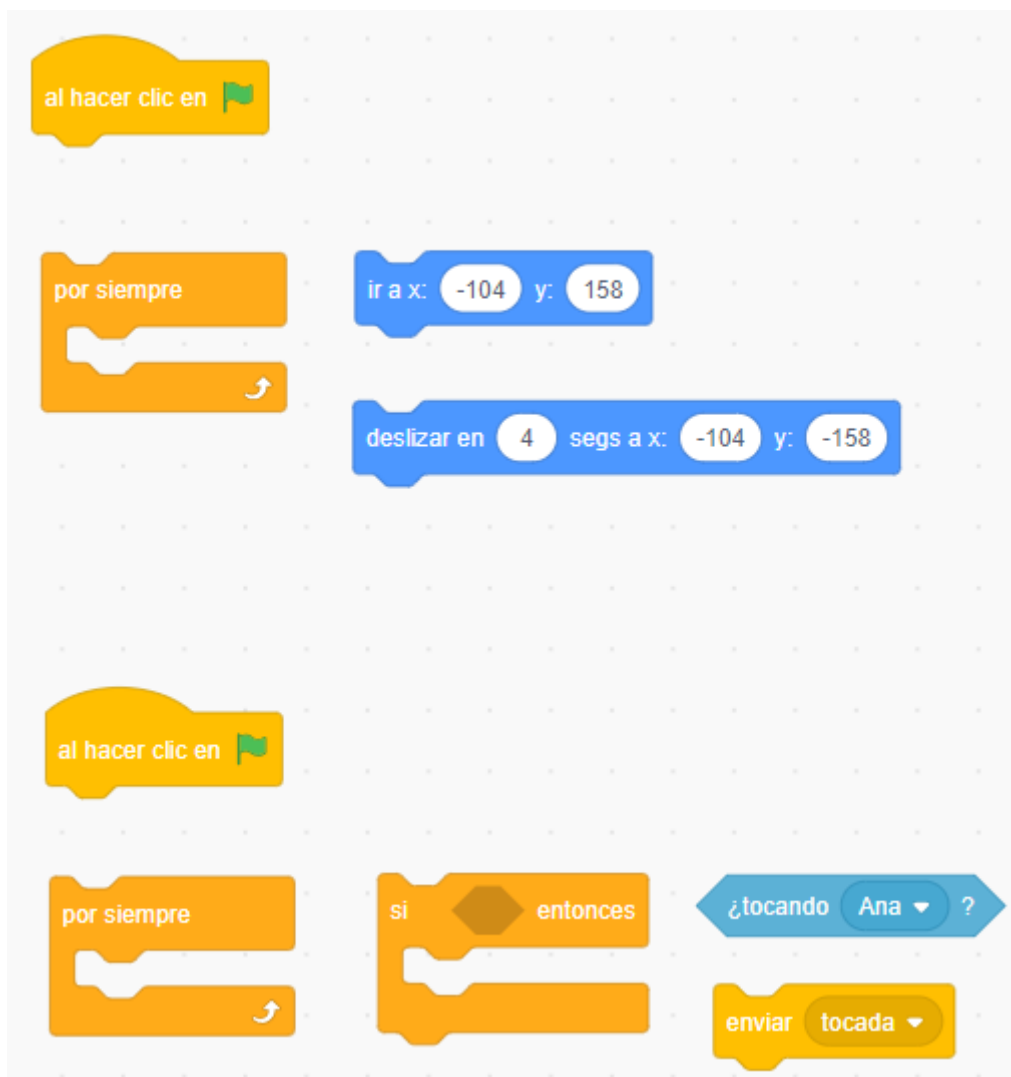 al hacer clic en
por siempre
ir a x: -104 y: 158
deslizar en 4 segs a x: -104 y: -158
al hacer clic en
por siempre
si entonces
¿tocando Ana ?
enviar tocada